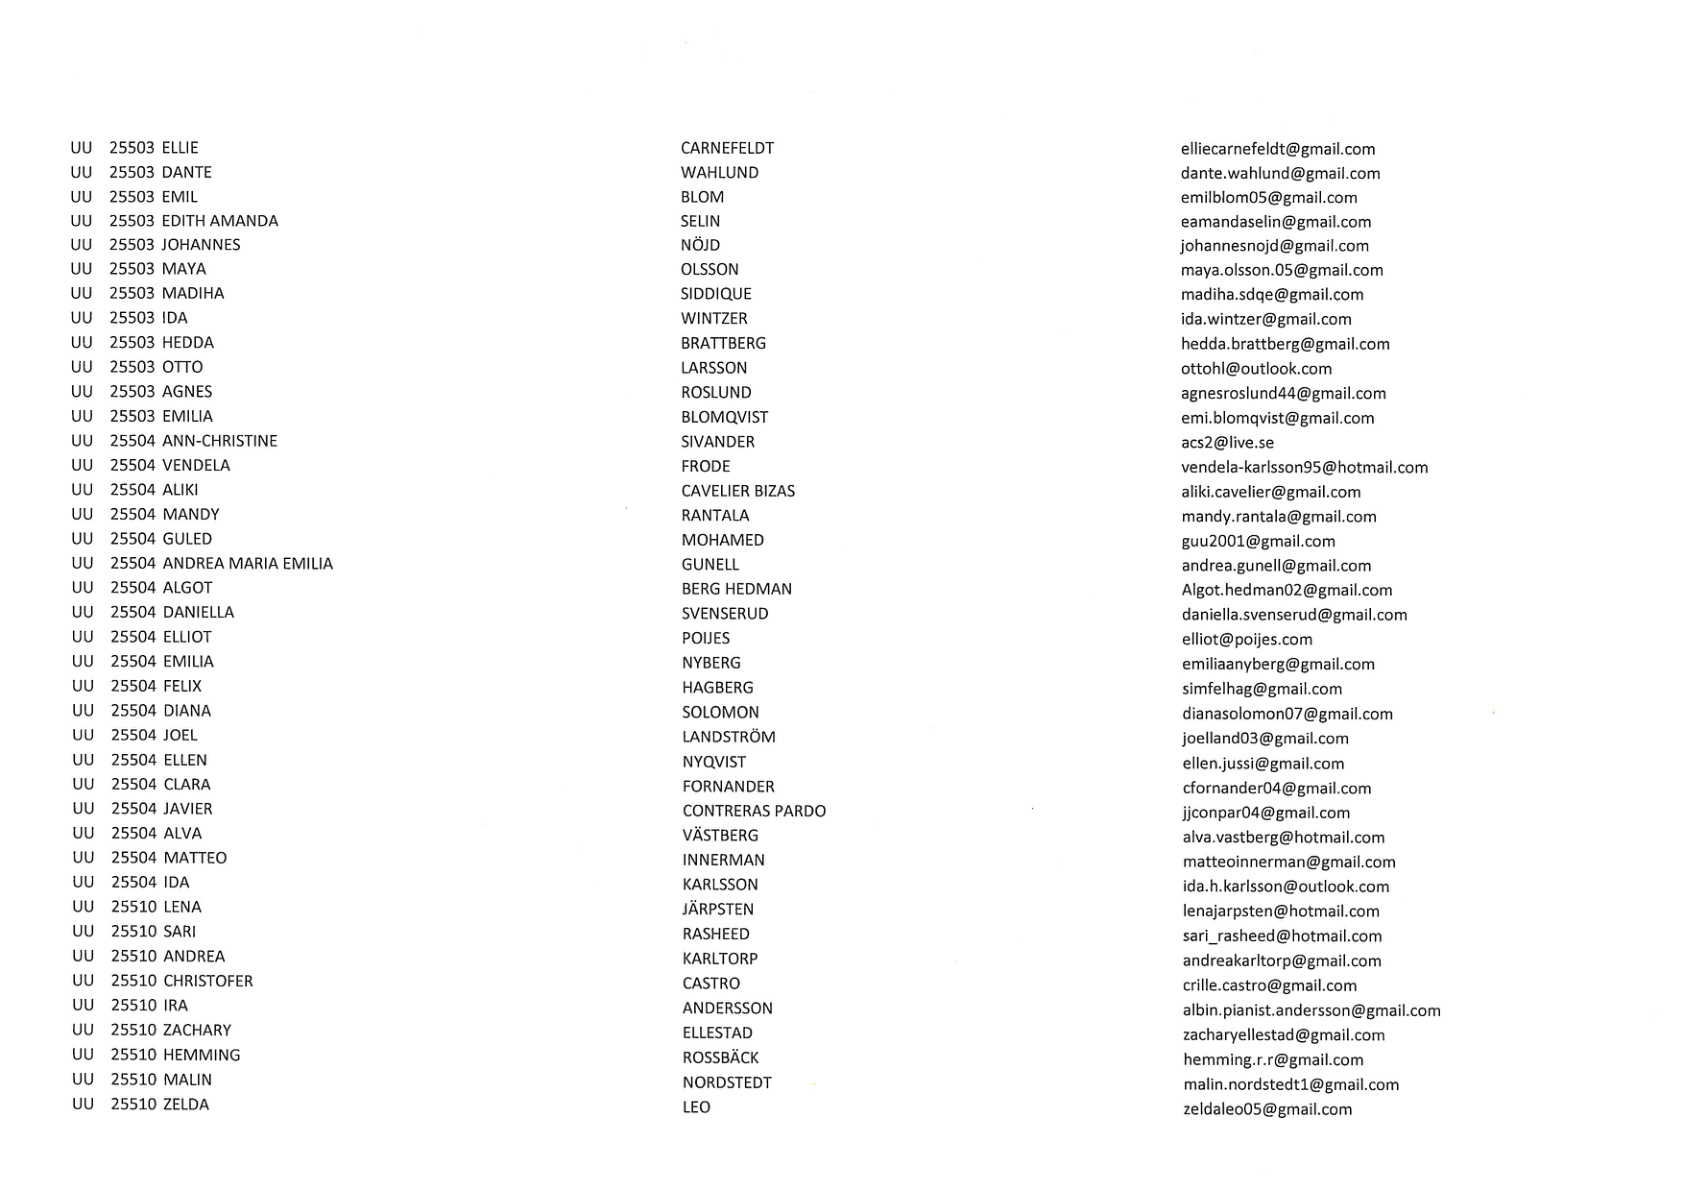 UU 25503 ELLIE CARNEFELDT elliecarnefeldt@gmail.com
UU 25503 DANTE WAHLUND dante.wahlund@gmail.com
UU 25503 EMIL BLOM emilblom05@gmail.com
UU 25503 EDITH AMANDA SELIN eamandaselin@gmail.com
UU 25503 JOHANNES NÖJD johannesnojd@gmail.com
UU 25503 MAYA OLSSON maya.olsson.05@gmail.com
UU 25503 MADIHA SIDDIQUE madiha.sdqe@gmail.com
UU 25503 IDA WINTZER ida.wintzer@gmail.com
UU 25503 HEDDA BRATTBERG hedda.brattberg@gmail.com
UU 25503 OTTO LARSSON ottohl@outlook.com
UU 25503 AGNES ROSLUND agnesroslund44@gmail.com
UU 25503 EMILIA BLOMQVIST emi.blomqvist@gmail.com
UU 25504 ANN-CHRISTINE SIVANDER acs2@live.se
UU 25504 VENDELA FRODE vendela-karlsson95@hotmail.com
UU 25504 ALIKI CAVELIER BIZAS aliki.cavelier@gmail.com
UU 25504 MANDY RANTALA mandy.rantala@gmail.com
UU 25504 GULED MOHAMED guu2001@gmail.com
UU 25504 ANDREA MARIA EMILIA GUNELL andrea.gunell@gmail.com
UU 25504 ALGOT BERG HEDMAN Algot.hedman02@gmail.com
UU 25504 DANIELLA SVENSERUD daniella.svenserud@gmail.com
UU 25504 ELLIOT POIJES elliot@poijes.com
UU 25504 EMILIA NYBERG emiliaanyberg@gmail.com
UU 25504 FELIX HAGBERG simfelhag@gmail.com
UU 25504 DIANA SOLOMON dianasolomon07@gmail.com
UU 25504 JOEL LANDSTRÖM joelland03@gmail.com
UU 25504 ELLEN NYQVIST ellen.jussi@gmail.com
UU 25504 CLARA FORNANDER cfornander04@gmail.com
UU 25504 JAVIER CONTRERAS PARDO jjconpar04@gmail.com
UU 25504 ALVA VÄSTBERG alva.vastberg@hotmail.com
UU 25504 MATTEO INNERMAN matteoinnerman@gmail.com
UU 25504 IDA KARLSSON ida.h.karlsson@outlook.com
UU 25510 LENA JÄRPSTEN lenajarpsten@hotmail.com
UU 25510 SARI RASHEED sari_rasheed@hotmail.com
UU 25510 ANDREA KARLTORP andreakarltorp@gmail.com
UU 25510 CHRISTOFER CASTRO crille.castro@gmail.com
UU 25510 IRA ANDERSSON albin.pianist.andersson@gmail.com
UU 25510 ZACHARY ELLESTAD zacharyellestad@gmail.com
UU 25510 HEMMING ROSSBÄCK hemming.r.r@gmail.com
UU 25510 MALIN NORDSTEDT malin.nordstedt1@gmail.com
UU 25510 ZELDA LEO zeldaleo05@gmail.com